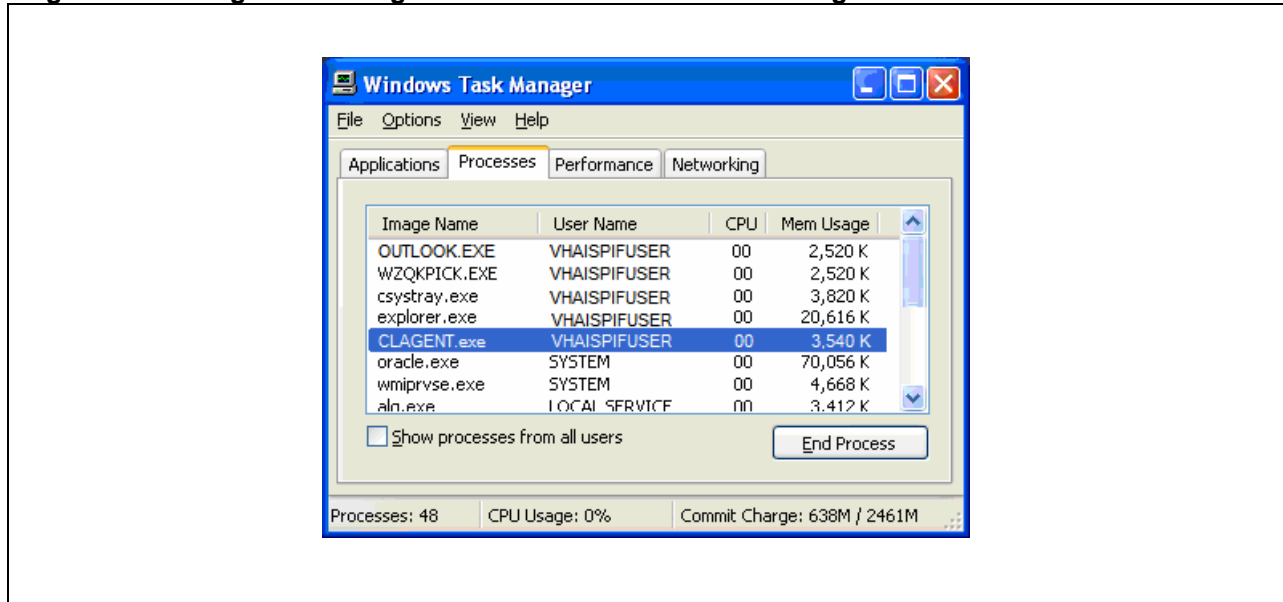 Windows Task Manager
File Options View Help
Applications Processes Performance Networking
Image Name User Name CPU Mem Usage
OUTLOOK.EXE VHAISPIFUSER 00 2,520 K
WZQKPICK.EXE VHAISPIFUSER 00 2,520 K
csystray.exe VHAISPIFUSER 00 3,820 K
explorer.exe VHAISPIFUSER 00 20,616 K
CLAGENT.exe VHAISPIFUSER 00 3,540 K
oracle.exe SYSTEM 00 70,056 K
wmiprvse.exe SYSTEM 00 4,668 K
alg.exe LOCAL SERVICE 00 3,412 K
Show processes from all users
End Process
Processes: 48 CPU Usage: 0% Commit Charge: 638M / 2461M